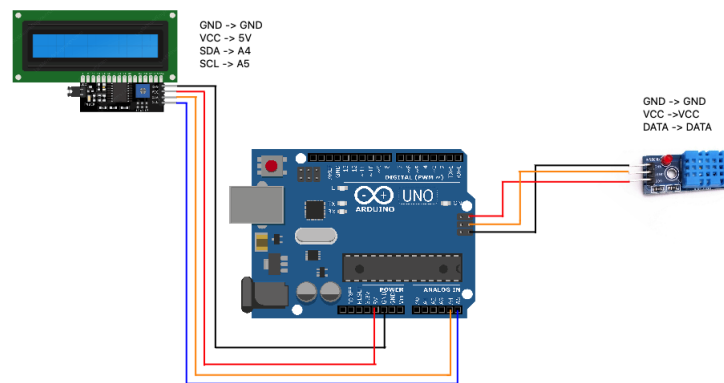 GND -> GND
VCC -> 5V
SDA -> A4
SCL -> A5
GND -> GND
VCC ->VCC
DATA -> DATA
DIGITAL (PWM ~)
UNO
ARDUINO
POWER
ANALOG IN